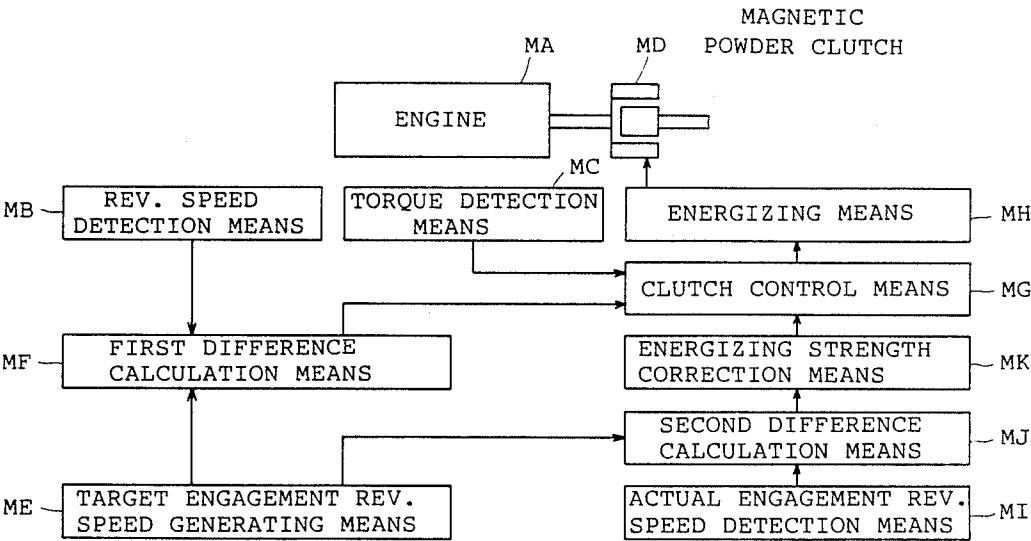 MAGNETIC
POWDER CLUTCH
MA
MD
ENGINE
MC
MB
REV. SPEED
DETECTION MEANS
TORQUE DETECTION
MEANS
ENERGIZING MEANS
MH
CLUTCH CONTROL MEANS
MG
MF
FIRST DIFFERENCE
CALCULATION MEANS
ENERGIZING STRENGTH
CORRECTION MEANS
MK
SECOND DIFFERENCE
CALCULATION MEANS
MJ
ME
TARGET ENGAGEMENT REV.
SPEED GENERATING MEANS
ACTUAL ENGAGEMENT REV.
SPEED DETECTION MEANS
MI